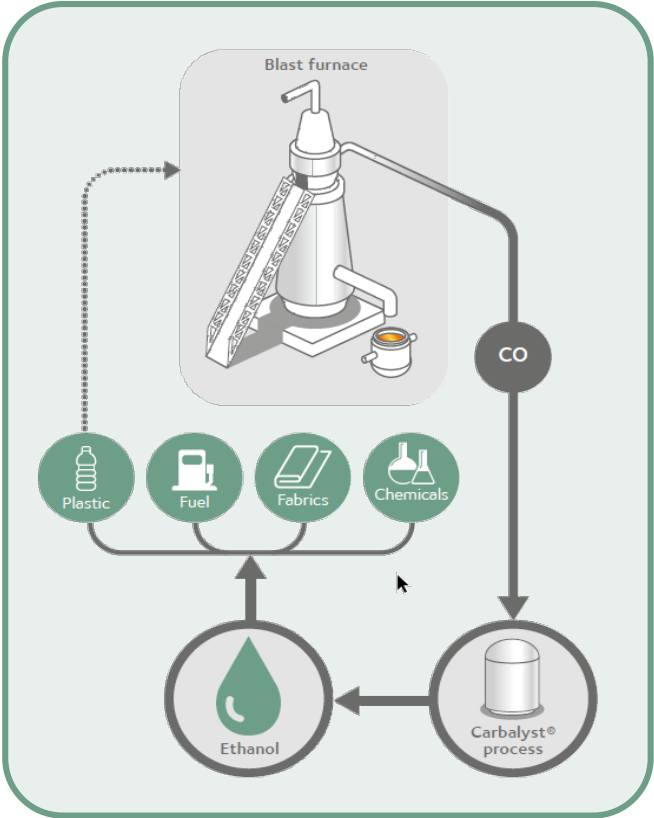 Blast furnace
CO
Plastic
Fuel
Fabrics
Chemicals
Ethanol
Carbalyst®
process